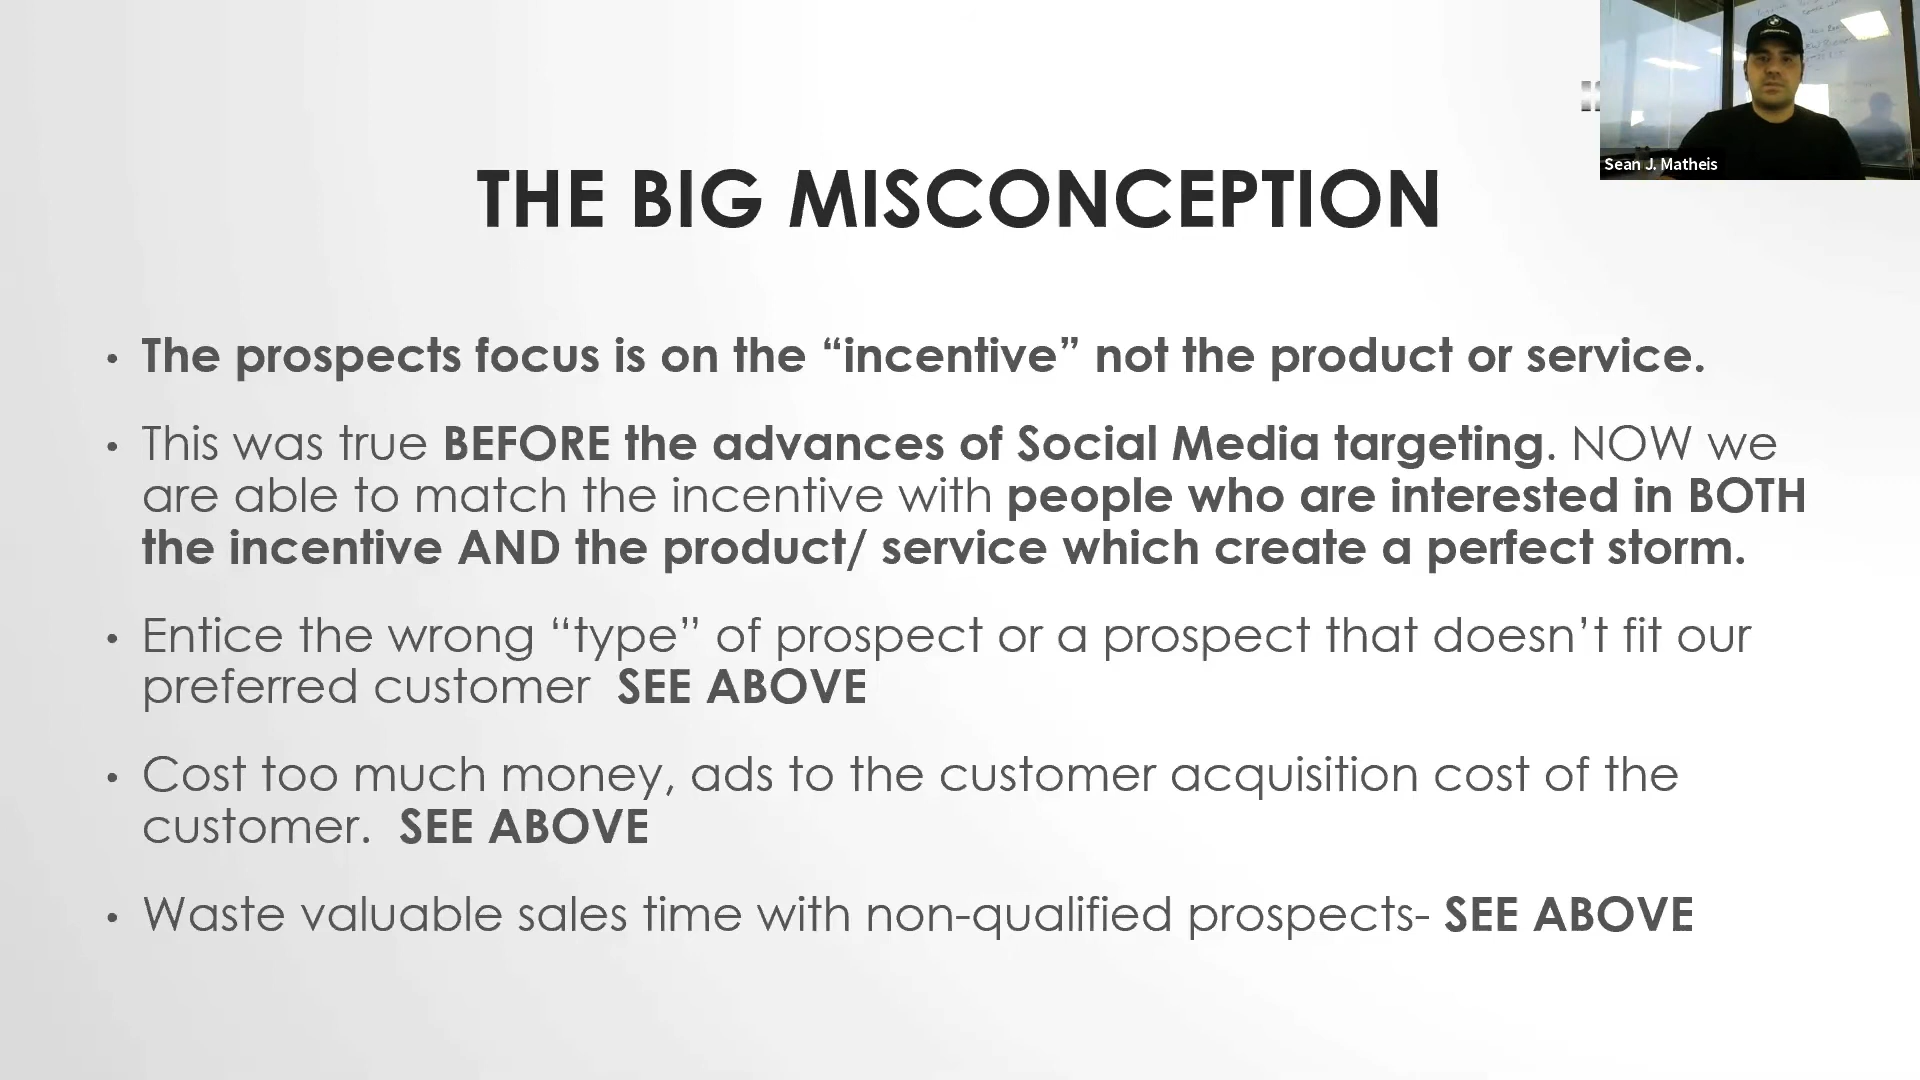 Sean J. Matheis
THE BIG MISCONCEPTION
• The prospects focus is on the “incentive” not the product or service.
• This was true BEFORE the advances of Social Media targeting. NOW we
are able to match the incentive with people who are interested in BOTH
the incentive AND the product/ service which create a perfect storm.
• Entice the wrong “type” of prospect or a prospect that doesn’t fit our
preferred customer  SEE ABOVE
• Cost too much money, ads to the customer acquisition cost of the
customer.  SEE ABOVE
• Waste valuable sales time with non-qualified prospects- SEE ABOVE